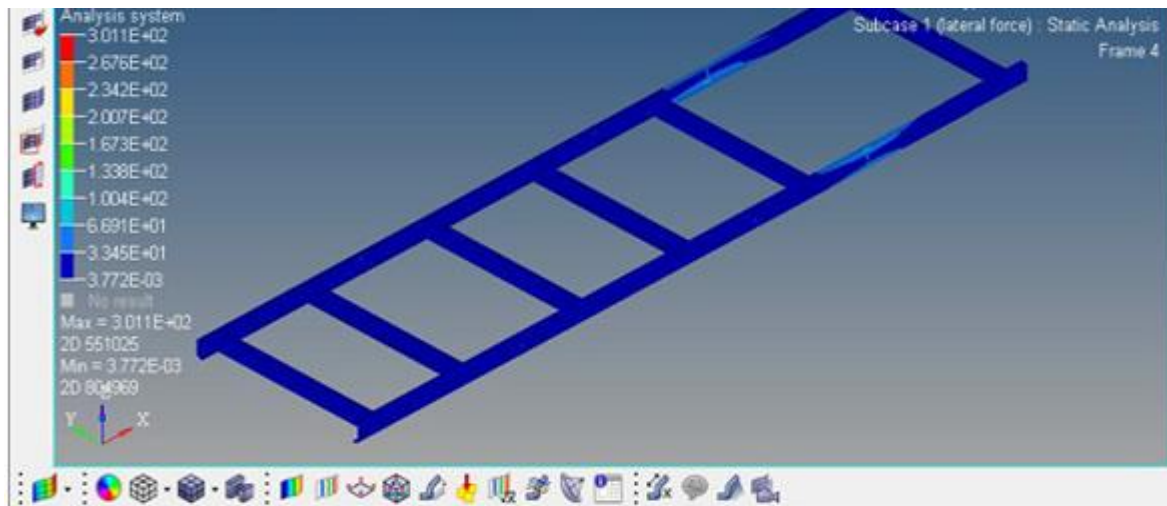 Analysis system
3.011E+02
2.676E+02
2.342E+02
2.007E+02
1.673E+02
1.338E+02
1.004E+02
6.691E+01
3.345E+01
3.772E-03
No result
Max = 3.011E+02
2D 551025
Min = 3.772E-03
2D 804969
Y
X
Subcase 1 (lateral force) : Static Analysis
Frame 4